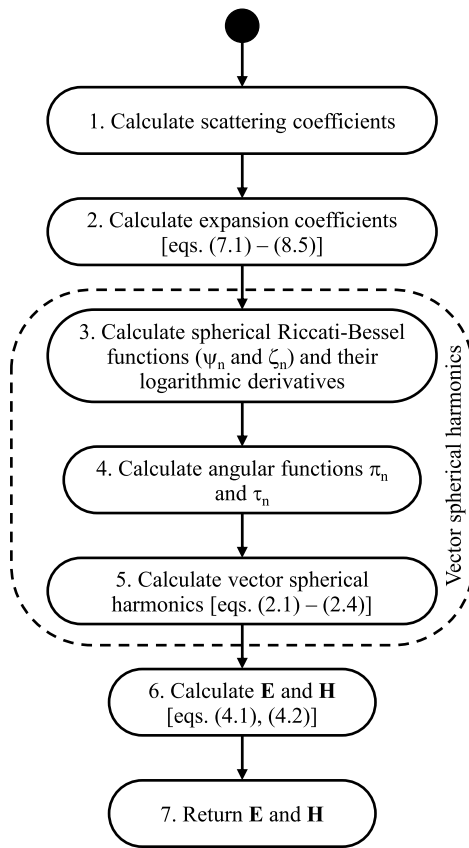 1. Calculate scattering coefficients
2. Calculate expansion coefficients
[eqs. (7.1) – (8.5)]
3. Calculate spherical Riccati-Bessel
functions (ψₙ and ζₙ) and their
logarithmic derivatives
4. Calculate angular functions πₙ
and τₙ
5. Calculate vector spherical
harmonics [eqs. (2.1) – (2.4)]
Vector spherical harmonics
6. Calculate E and H
[eqs. (4.1), (4.2)]
7. Return E and H